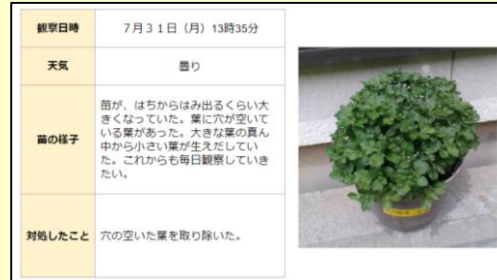 観察日時 7月31日（月）13時35分
天気 曇り
苗の様子
苗が、はちからはみ出るくらい大
きくなっていた。葉に穴が空いて
いる葉があった。大きな葉の真ん
中から小さい葉が生えだしてい
た。これからも毎日観察していき
たい。
対処したこと 穴の空いた葉を取り除いた。